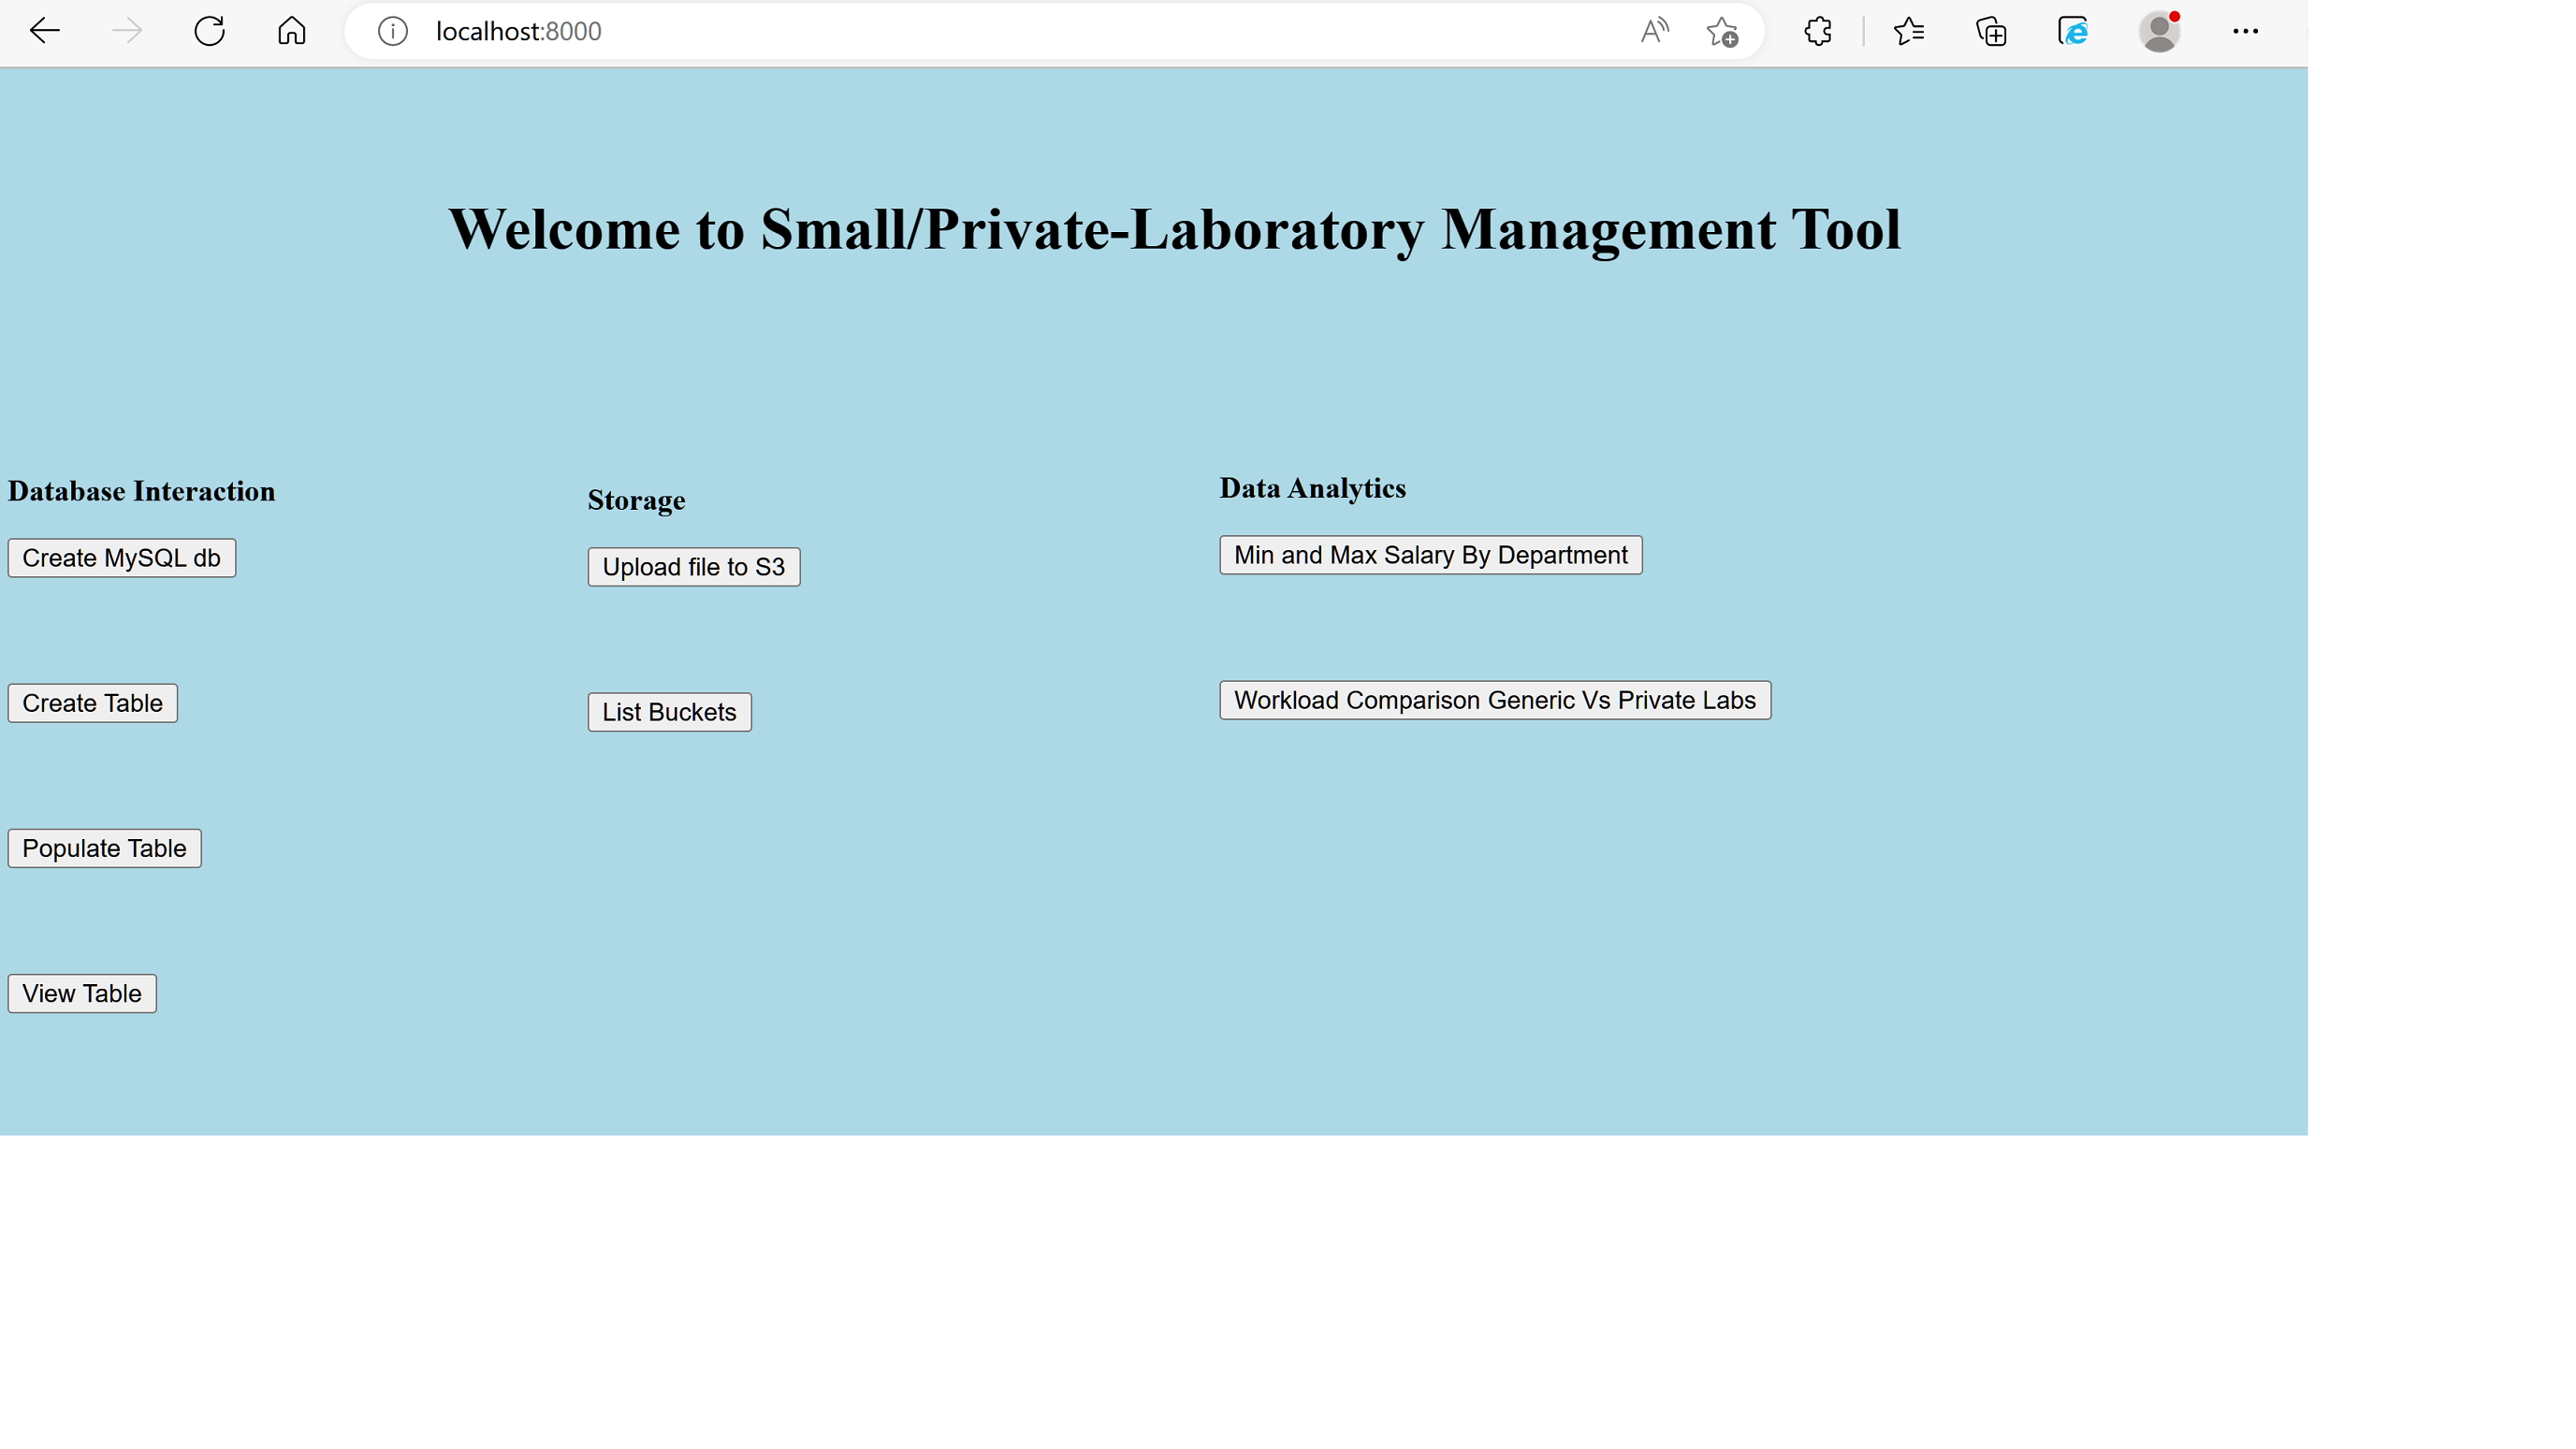 localhost:8000
Welcome to Small/Private-Laboratory Management Tool
Database Interaction
Create MySQL db
Create Table
Populate Table
View Table
Storage
Upload file to S3
List Buckets
Data Analytics
Min and Max Salary By Department
Workload Comparison Generic Vs Private Labs